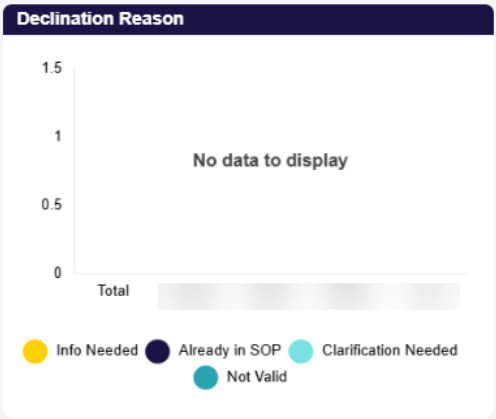 Declination Reason
1.5
1
No data to display
0.5
0
Total
Info Needed Already in SOP Clarification Needed
Not Valid